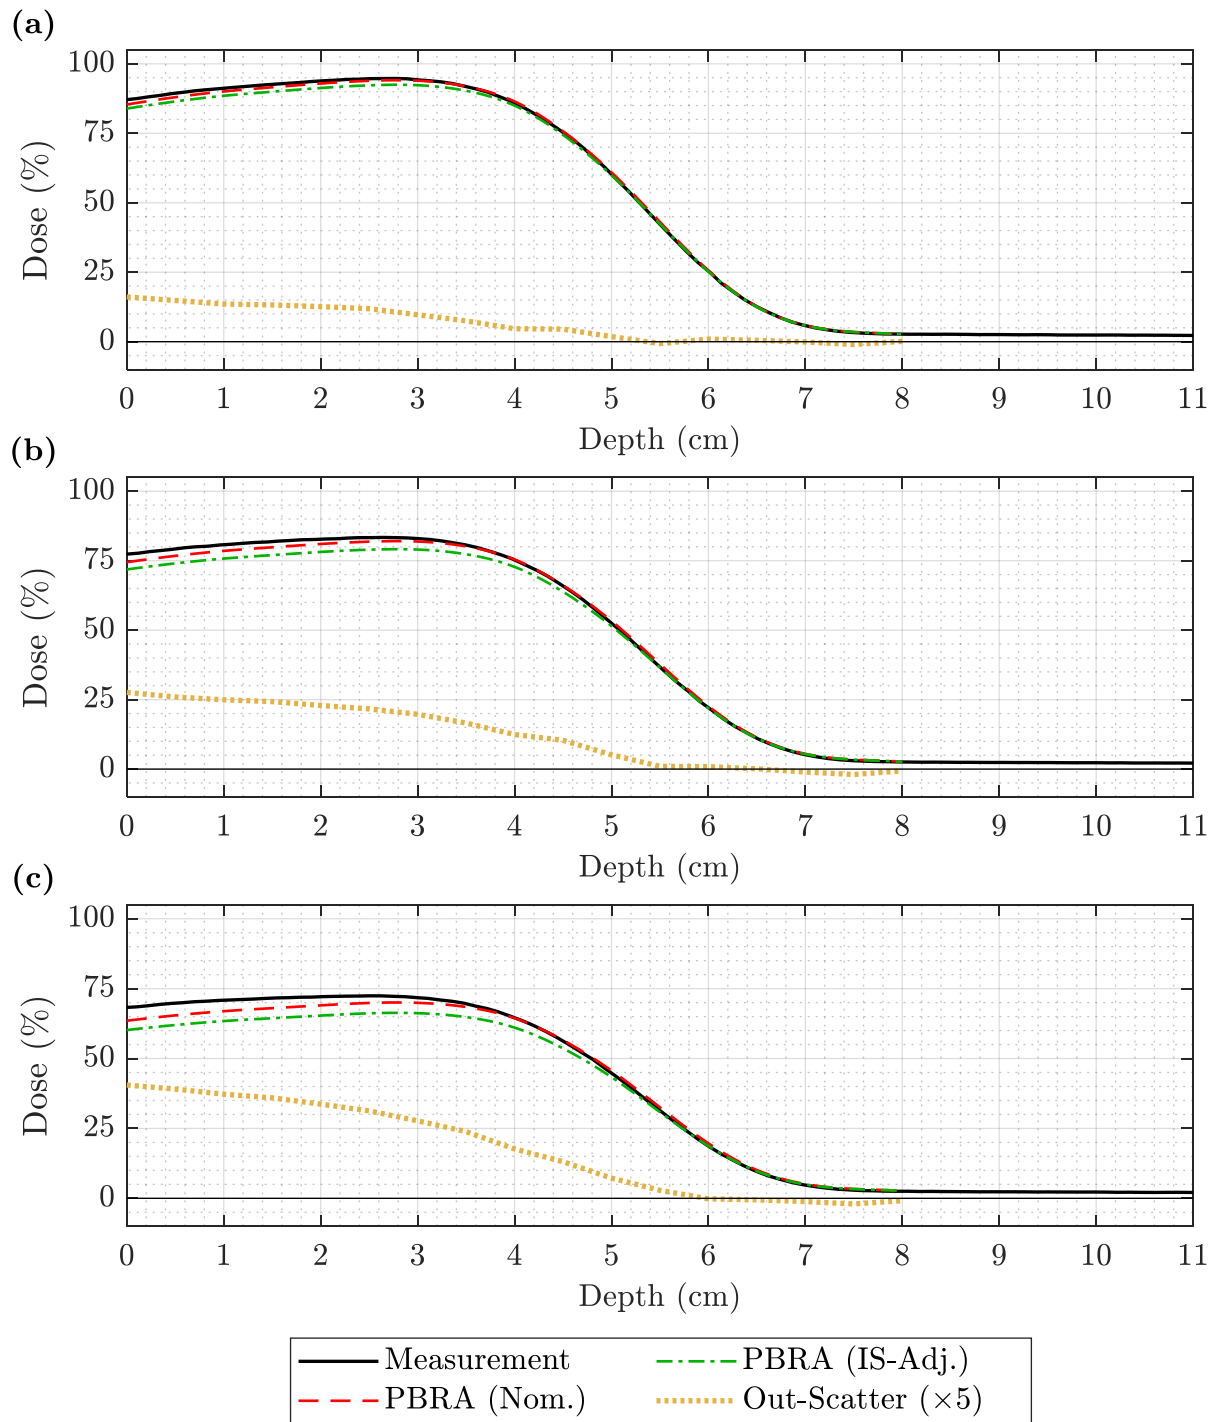 (a)
100
75
50
25
0
Dose (%)
0 1 2 3 4 5 6 7 8 9 10 11
Depth (cm)
(b)
100
75
50
25
0
Dose (%)
0 1 2 3 4 5 6 7 8 9 10 11
Depth (cm)
(c)
100
75
50
25
0
Dose (%)
0 1 2 3 4 5 6 7 8 9 10 11
Depth (cm)
Measurement PBRA (IS-Adj.)
PBRA (Nom.) Out-Scatter (×5)